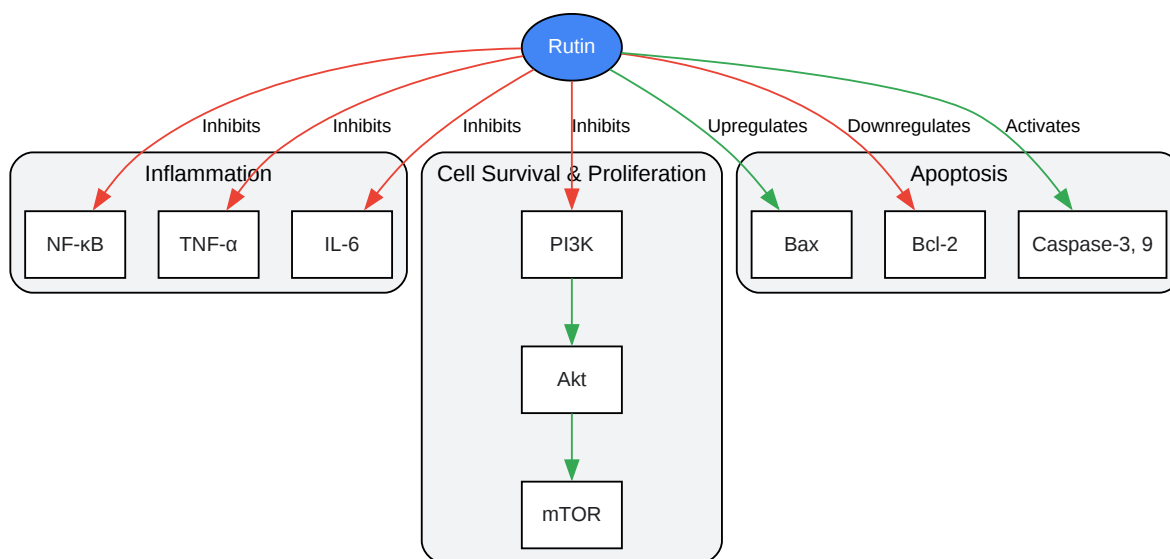 Rutin
Inhibits
Inhibits
Inhibits
Inhibits
Upregulates
Downregulates
Activates
Inflammation
Cell Survival & Proliferation
Apoptosis
NF-κB
TNF-α
IL-6
PI3K
Bax
Bcl-2
Caspase-3, 9
Akt
mTOR